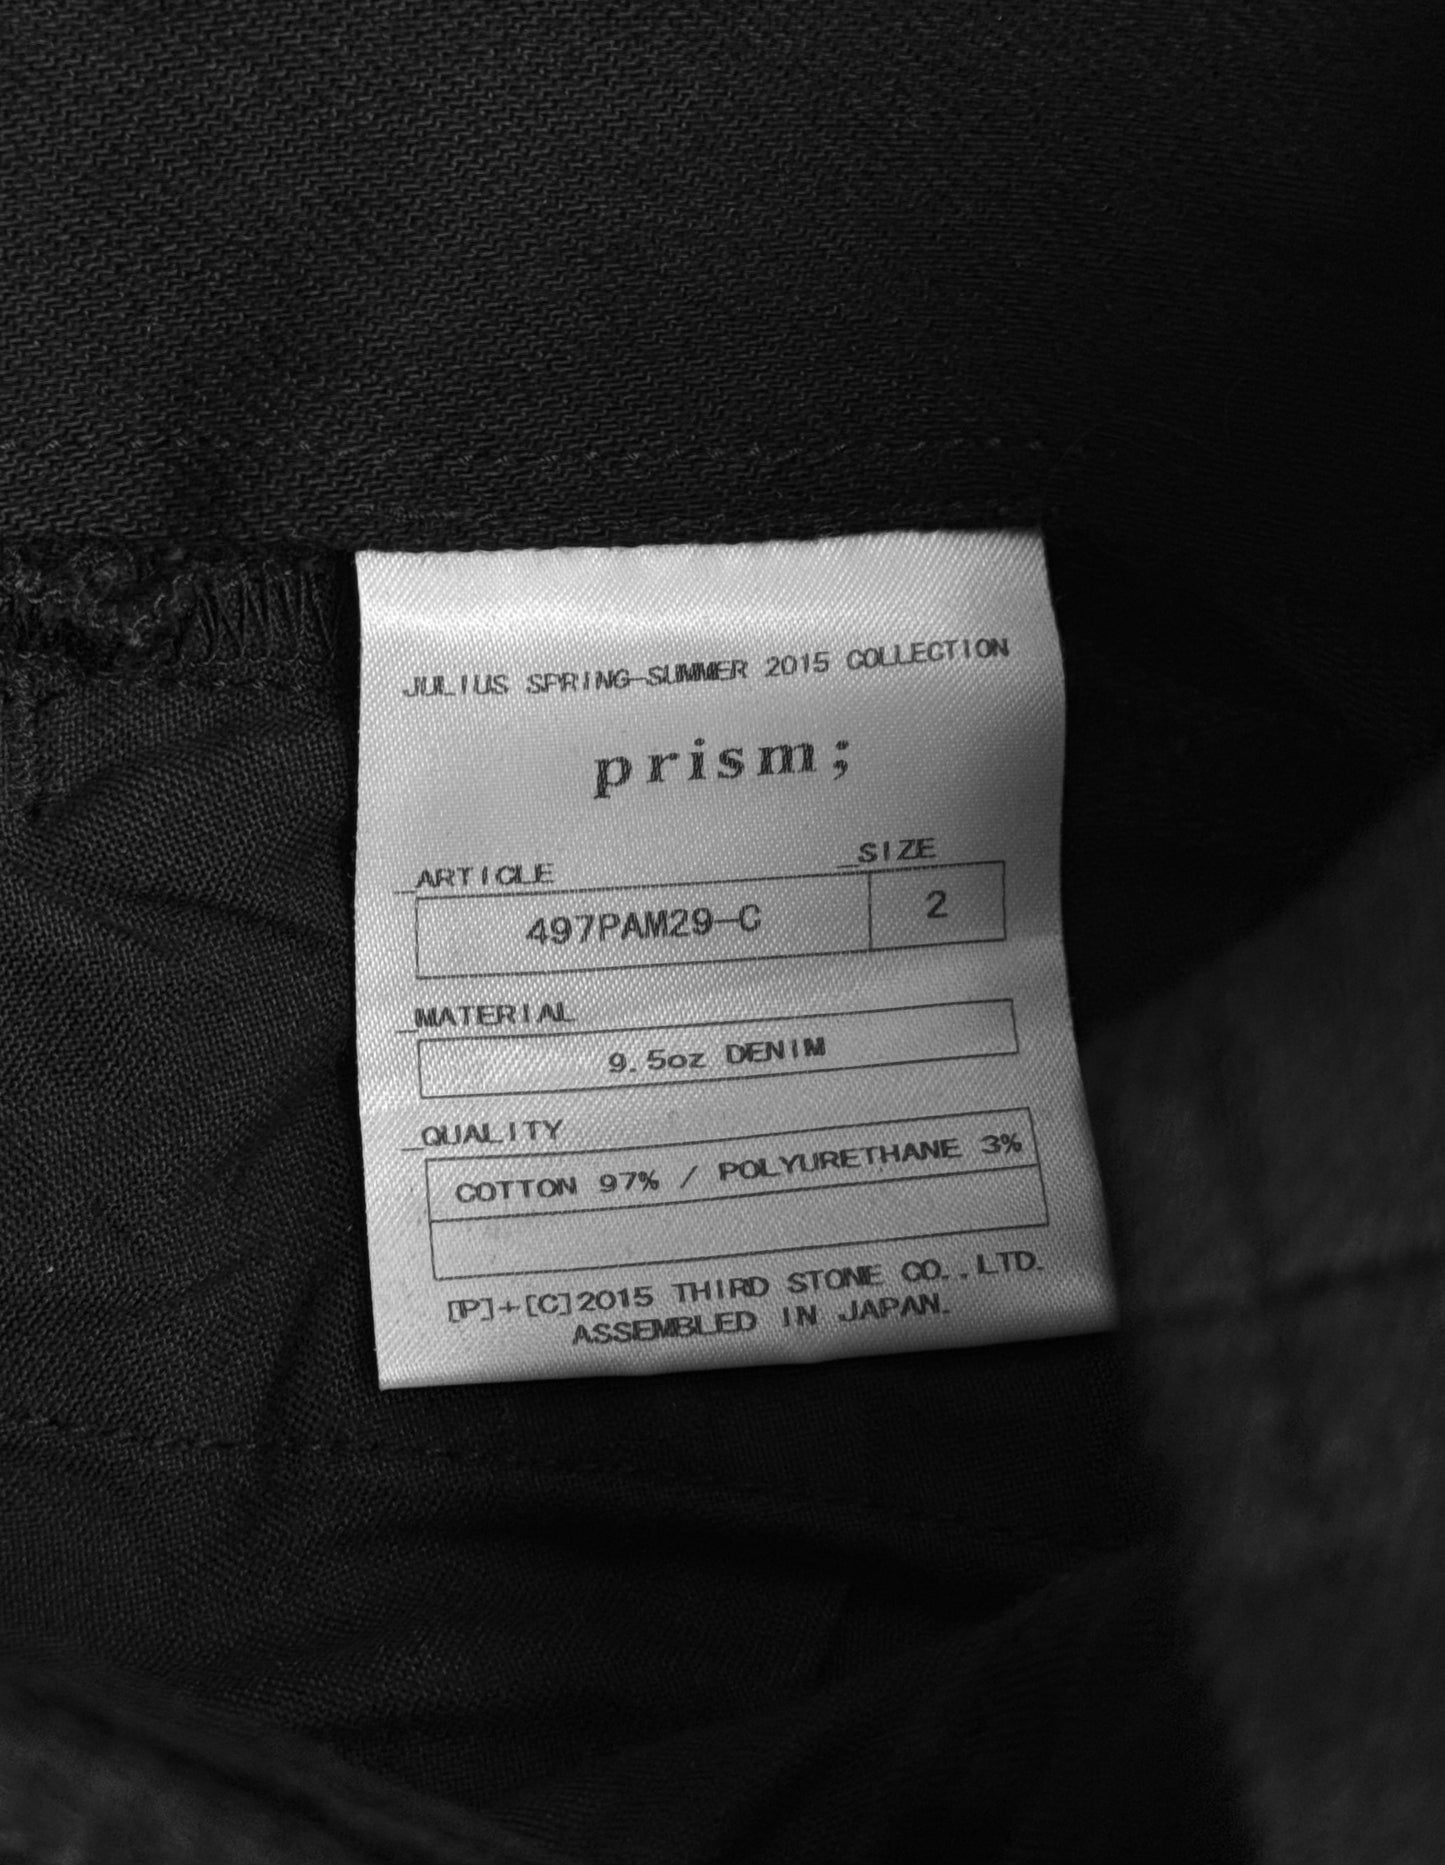 JULIUS SPRING-SUMMER 2015 COLLECTION
prism;
_ARTICLE _SIZE
497PAM29-C 2
_MATERIAL
9.5oz DENIM
_QUALITY
COTTON 97% / POLYURETHANE 3%
[P]+[C]2015 THIRD STONE CO.,LTD.
ASSEMBLED IN JAPAN.